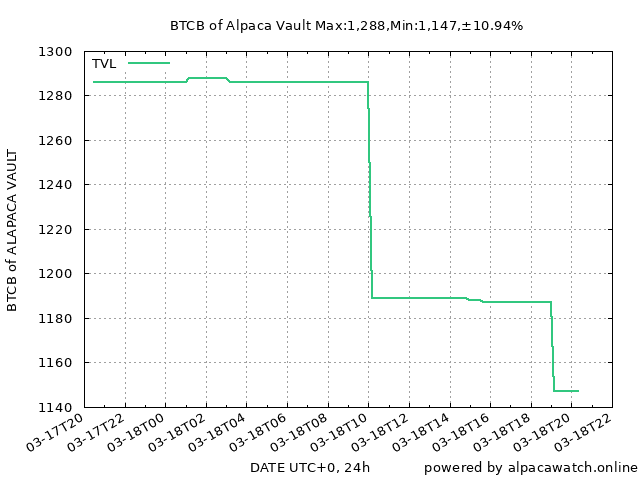 BTCB of Alpaca Vault Max:1,288,Min:1,147,±10.94%
TVL
1300
1280
1260
1240
1220
1200
1180
1160
1140
BTCB of ALAPACA VAULT
03-17T20
03-17T22
03-18T00
03-18T02
03-18T04
03-18T06
03-18T08
03-18T10
03-18T12
03-18T14
03-18T16
03-18T18
03-18T20
03-18T22
DATE UTC+0, 24h
powered by alpacawatch.online